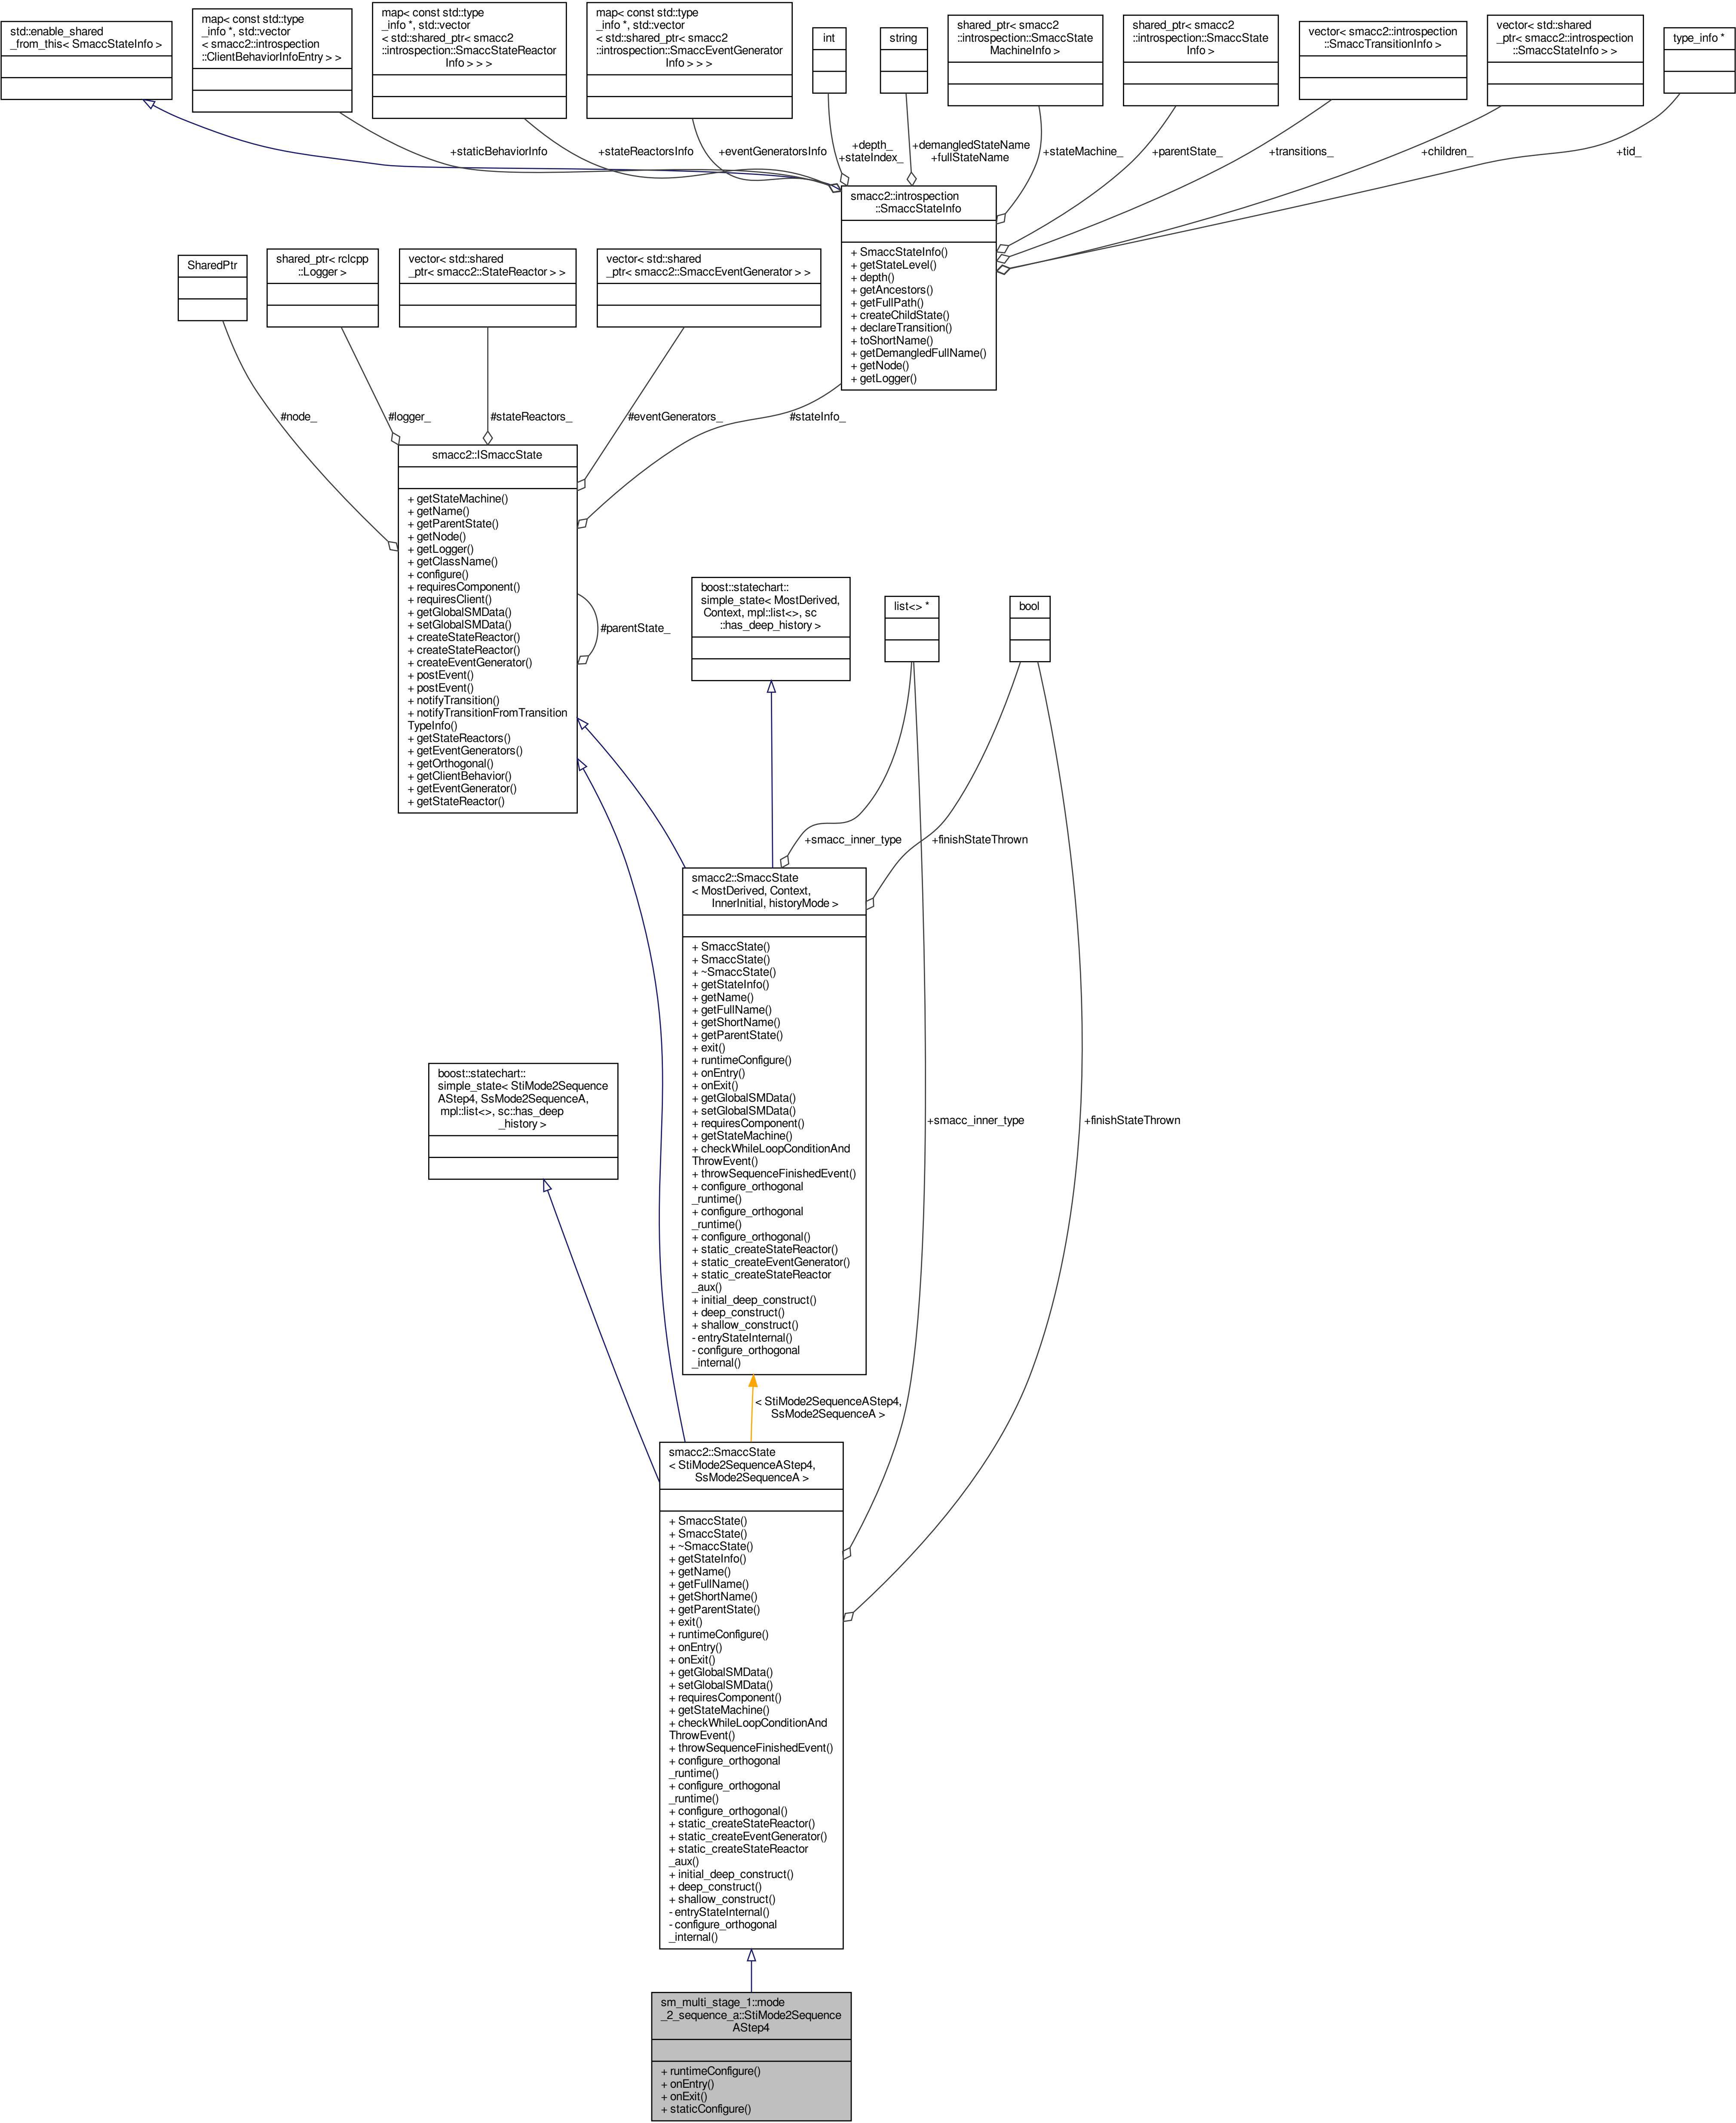 std::enable_shared
_from_this< SmaccStateInfo >
map< const std::type
_info *, std::vector
< smacc2::introspection
::ClientBehaviorInfoEntry > >
map< const std::type
_info *, std::vector
< std::shared_ptr< smacc2
::introspection::SmaccStateReactor
Info > > >
map< const std::type
_info *, std::vector
< std::shared_ptr< smacc2
::introspection::SmaccEventGenerator
Info > > >
int
string
shared_ptr< smacc2
::introspection::SmaccState
MachineInfo >
shared_ptr< smacc2
::introspection::SmaccState
Info >
vector< smacc2::introspection
::SmaccTransitionInfo >
vector< std::shared
_ptr< smacc2::introspection
::SmaccStateInfo > >
type_info *
+staticBehaviorInfo
+stateReactorsInfo
+eventGeneratorsInfo
+depth_
+stateIndex_
+demangledStateName
+fullStateName
+stateMachine_
+parentState_
+transitions_
+children_
+tid_
smacc2::introspection
::SmaccStateInfo
+ SmaccStateInfo()
+ getStateLevel()
+ depth()
+ getAncestors()
+ getFullPath()
+ createChildState()
+ declareTransition()
+ toShortName()
+ getDemangledFullName()
+ getNode()
+ getLogger()
SharedPtr
shared_ptr< rclcpp
::Logger >
vector< std::shared
_ptr< smacc2::StateReactor > >
vector< std::shared
_ptr< smacc2::SmaccEventGenerator > >
#node_
#logger_
#stateReactors_
#eventGenerators_
#stateInfo_
smacc2::ISmaccState
+ getStateMachine()
+ getName()
+ getParentState()
+ getNode()
+ getLogger()
+ getClassName()
+ configure()
+ requiresComponent()
+ requiresClient()
+ getGlobalSMData()
+ setGlobalSMData()
+ createStateReactor()
+ createStateReactor()
+ createEventGenerator()
+ postEvent()
+ postEvent()
+ notifyTransition()
+ notifyTransitionFromTransition
TypeInfo()
+ getStateReactors()
+ getEventGenerators()
+ getOrthogonal()
+ getClientBehavior()
+ getEventGenerator()
+ getStateReactor()
#parentState_
boost::statechart::
simple_state< MostDerived,
Context, mpl::list<>, sc
::has_deep_history >
list<> *
bool
+smacc_inner_type
+finishStateThrown
smacc2::SmaccState
< MostDerived, Context,
InnerInitial, historyMode >
+ SmaccState()
+ SmaccState()
+ ~SmaccState()
+ getStateInfo()
+ getName()
+ getFullName()
+ getShortName()
+ getParentState()
+ exit()
+ runtimeConfigure()
+ onEntry()
+ onExit()
+ getGlobalSMData()
+ setGlobalSMData()
+ requiresComponent()
+ getStateMachine()
+ checkWhileLoopConditionAnd
ThrowEvent()
+ throwSequenceFinishedEvent()
+ configure_orthogonal
_runtime()
+ configure_orthogonal
_runtime()
+ configure_orthogonal()
+ static_createStateReactor()
+ static_createEventGenerator()
+ static_createStateReactor
_aux()
+ initial_deep_construct()
+ deep_construct()
+ shallow_construct()
- entryStateInternal()
- configure_orthogonal
_internal()
boost::statechart::
simple_state< StiMode2Sequence
AStep4, SsMode2SequenceA,
mpl::list<>, sc::has_deep
_history >
+smacc_inner_type
+finishStateThrown
< StiMode2SequenceAStep4,
SsMode2SequenceA >
smacc2::SmaccState
< StiMode2SequenceAStep4,
SsMode2SequenceA >
+ SmaccState()
+ SmaccState()
+ ~SmaccState()
+ getStateInfo()
+ getName()
+ getFullName()
+ getShortName()
+ getParentState()
+ exit()
+ runtimeConfigure()
+ onEntry()
+ onExit()
+ getGlobalSMData()
+ setGlobalSMData()
+ requiresComponent()
+ getStateMachine()
+ checkWhileLoopConditionAnd
ThrowEvent()
+ throwSequenceFinishedEvent()
+ configure_orthogonal
_runtime()
+ configure_orthogonal
_runtime()
+ configure_orthogonal()
+ static_createStateReactor()
+ static_createEventGenerator()
+ static_createStateReactor
_aux()
+ initial_deep_construct()
+ deep_construct()
+ shallow_construct()
- entryStateInternal()
- configure_orthogonal
_internal()
sm_multi_stage_1::mode
_2_sequence_a::StiMode2Sequence
AStep4
+ runtimeConfigure()
+ onEntry()
+ onExit()
+ staticConfigure()